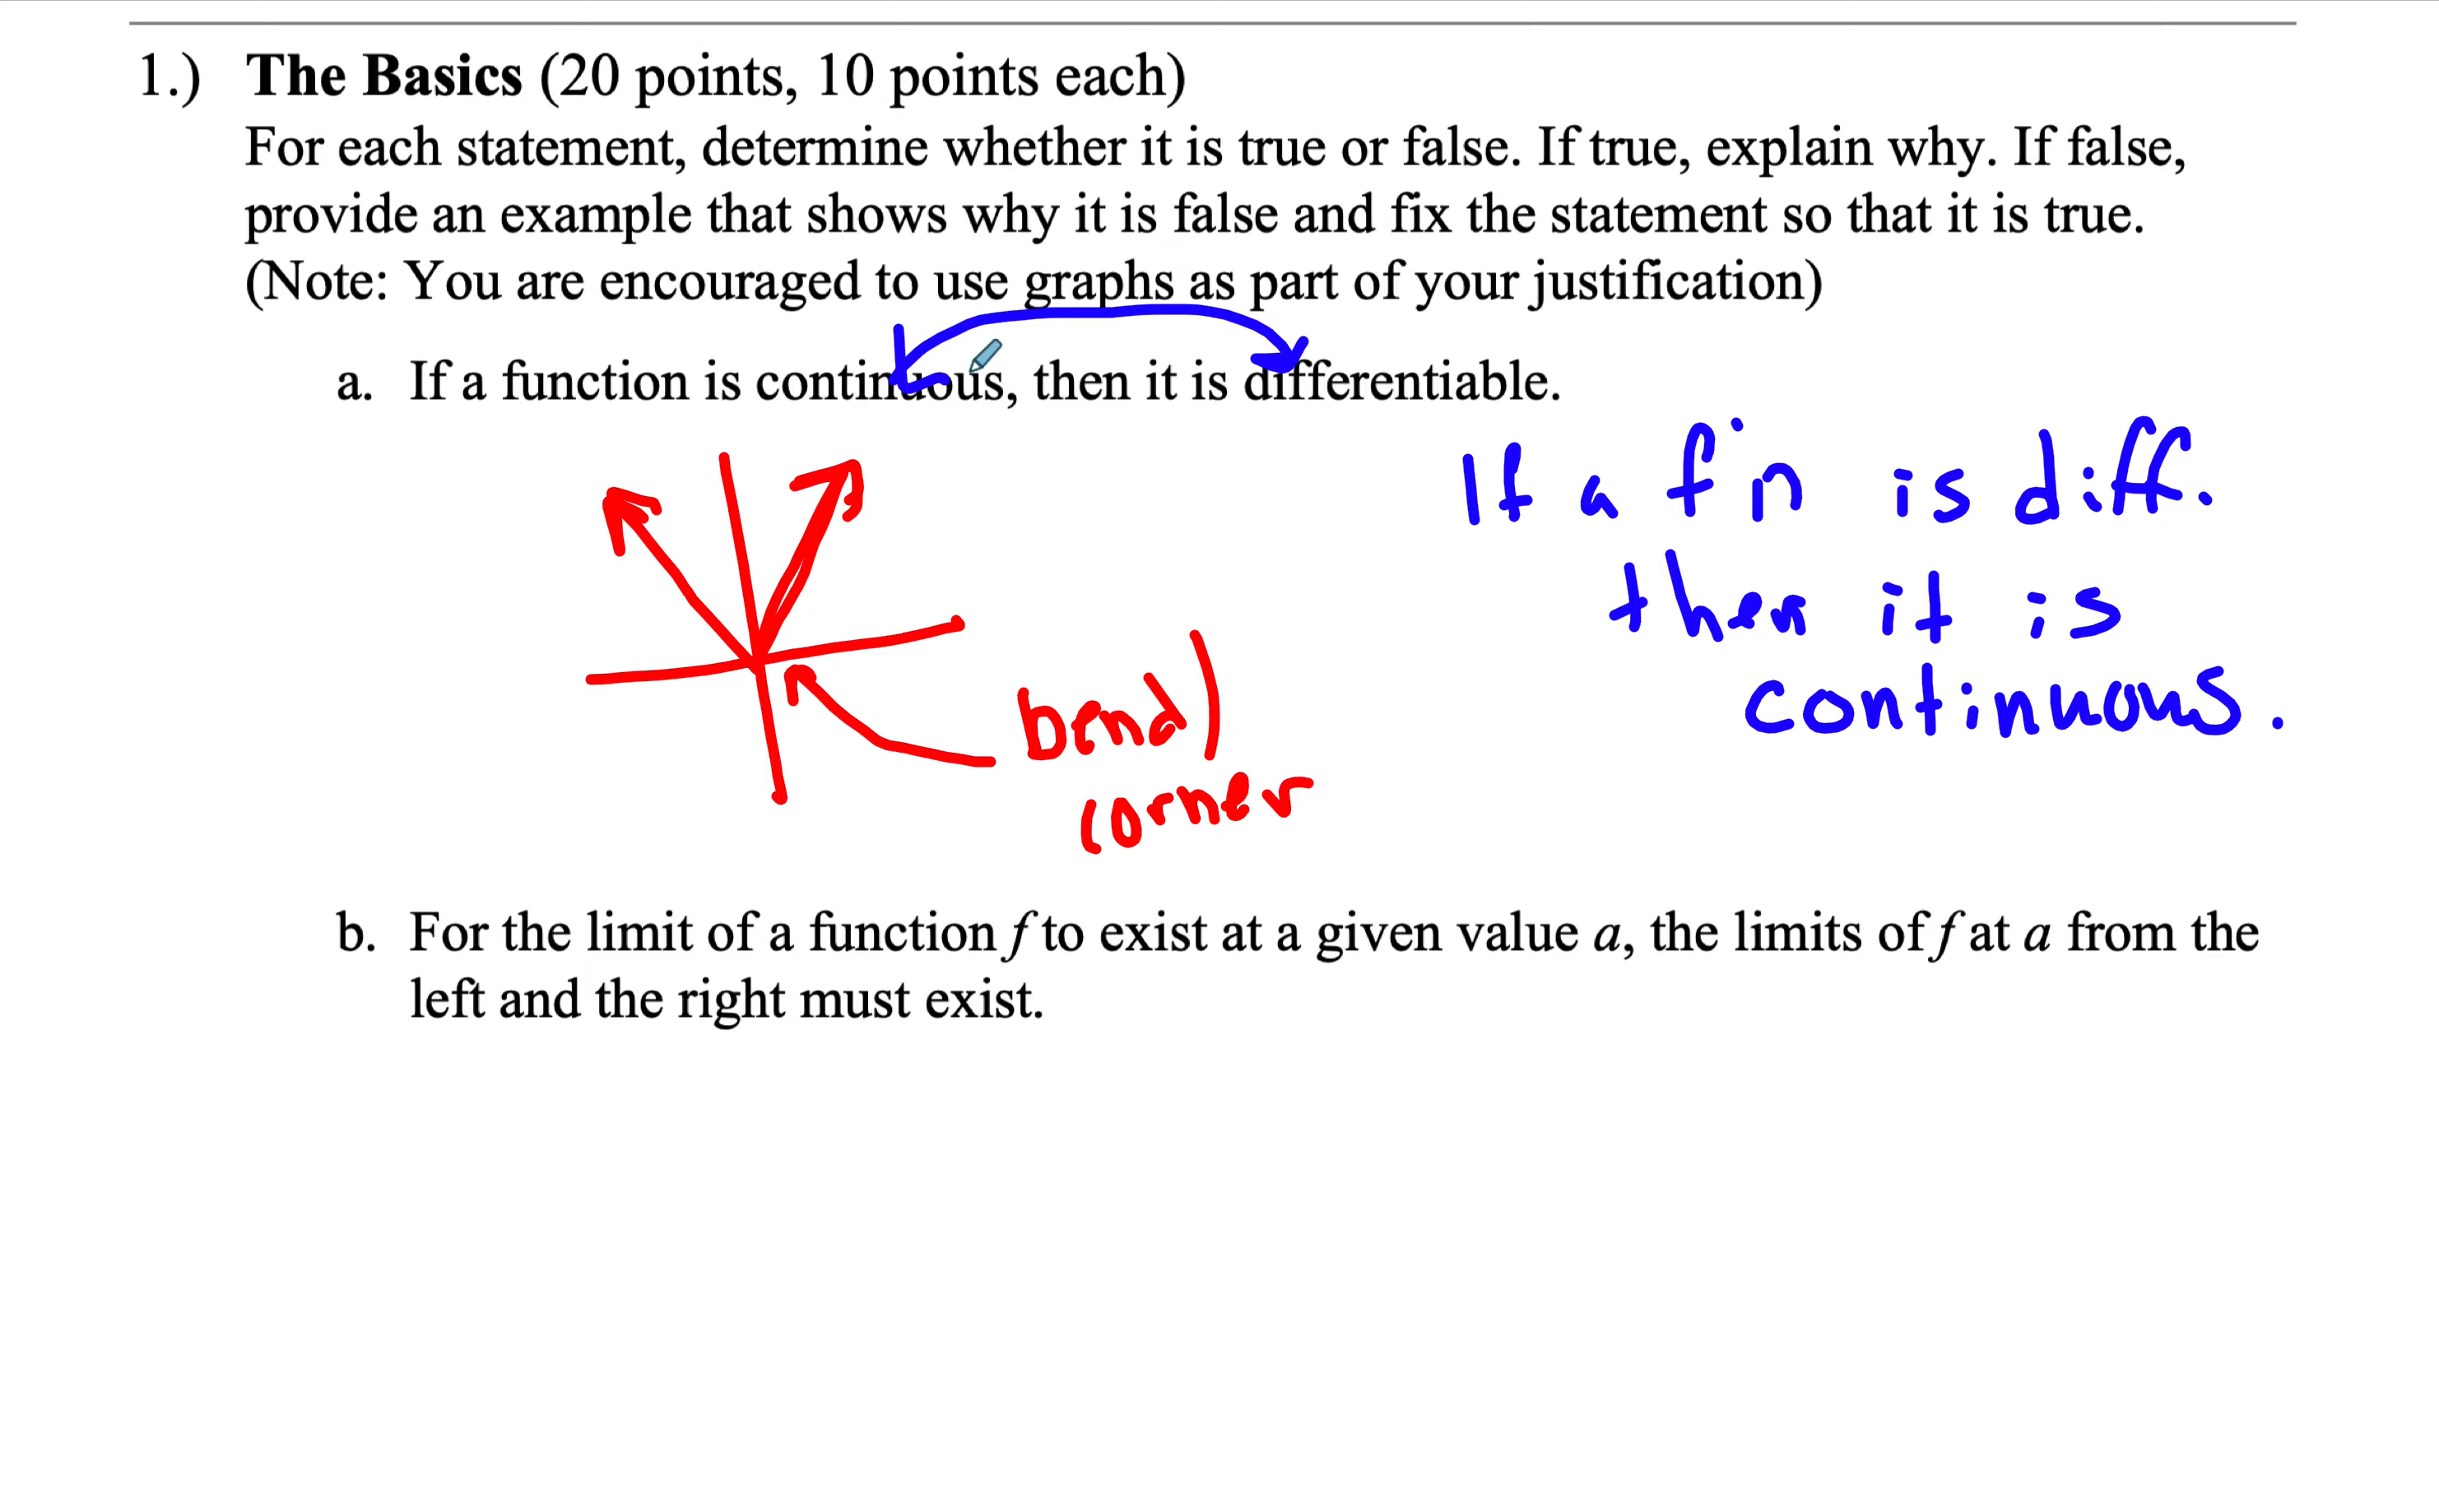 1.) The Basics (20 points, 10 points each)
For each statement, determine whether it is true or false. If true, explain why. If false,
provide an example that shows why it is false and fix the statement so that it is true.
(Note: You are encouraged to use graphs as part of your justification)
a. If a function is continuous, then it is differentiable.
If a f'n is diff.
then it is
continuous.
bend/
corner
b. For the limit of a function f to exist at a given value a, the limits of f at a from the
left and the right must exist.